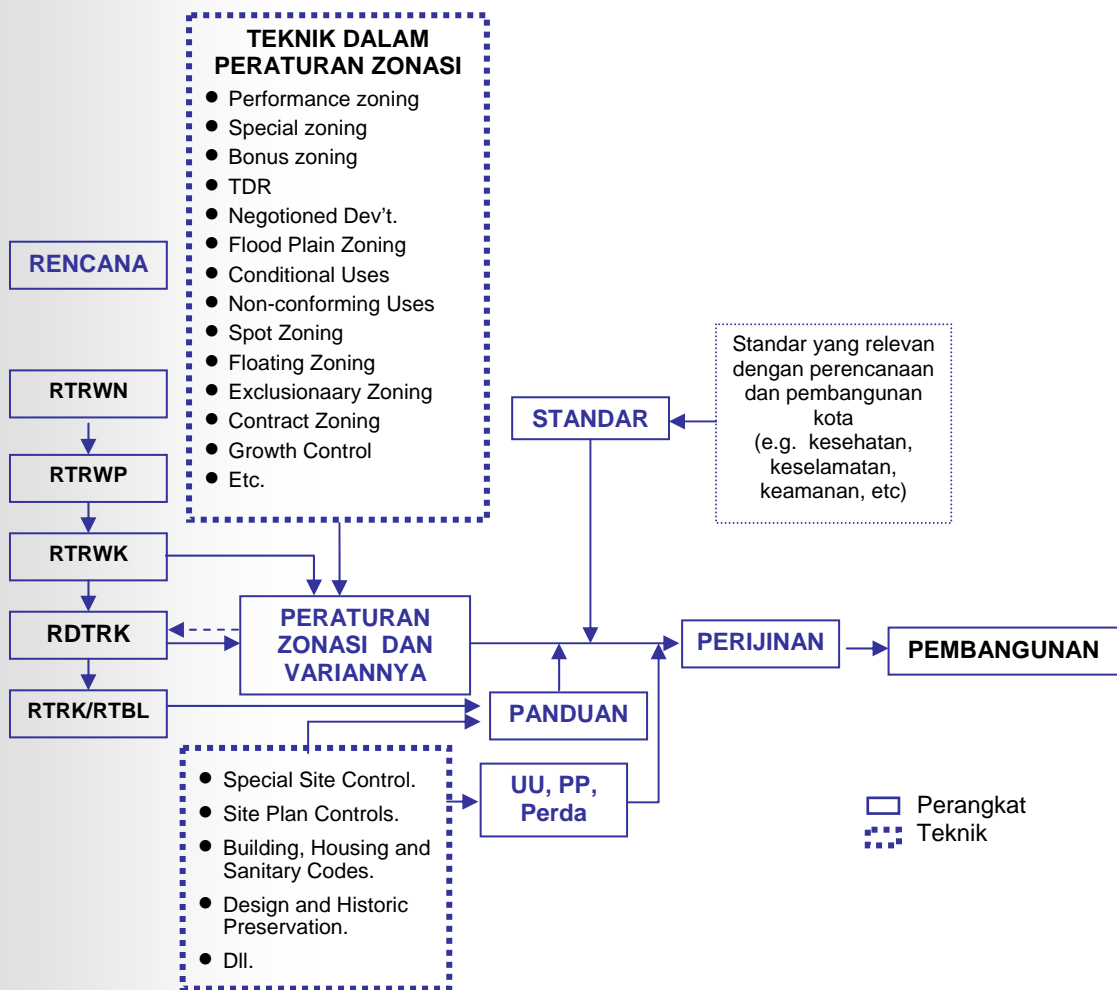 TEKNIK DALAM
PERATURAN ZONASI
● Performance zoning
● Special zoning
● Bonus zoning
● TDR
● Negotioned Dev't.
● Flood Plain Zoning
● Conditional Uses
● Non-conforming Uses
● Spot Zoning
● Floating Zoning
● Exclusionaary Zoning
● Contract Zoning
● Growth Control
● Etc.
RENCANA
RTRWN
RTRWP
RTRWK
RDTRK
RTRK/RTBL
PERATURAN
ZONASI DAN
VARIANNYA
STANDAR
Standar yang relevan
dengan perencanaan
dan pembangunan
kota
(e.g. kesehatan,
keselamatan,
keamanan, etc)
PERIJINAN
PEMBANGUNAN
PANDUAN
UU, PP,
Perda
● Special Site Control.
● Site Plan Controls.
● Building, Housing and
Sanitary Codes.
● Design and Historic
Preservation.
● Dll.
Perangkat
Teknik